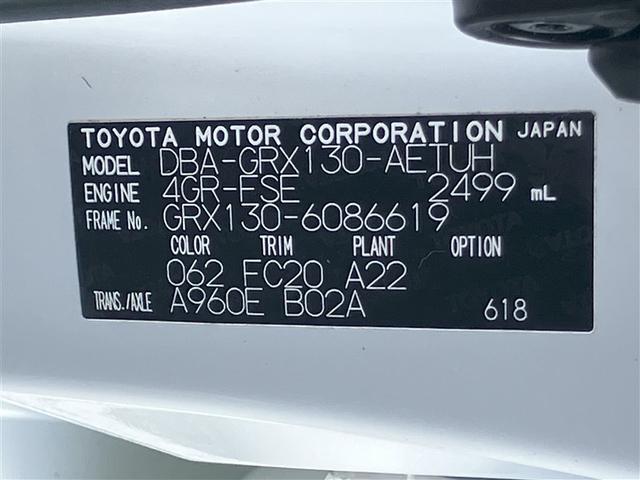 TOYOTA MOTOR CORPORATION JAPAN
MODEL DBA-GRX130-AETUH
ENGINE 4GR-FSE 2499 mL
FRAME No. GRX130-6086619
COLOR TRIM PLANT OPTION
062 FC20 A22
TRANS./AXLE A960E B02A 618